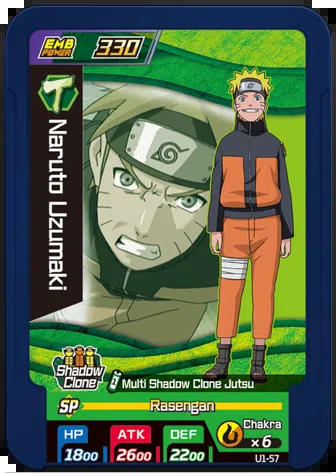 EMB POWER 330
T
Naruto Uzumaki
Shadow Clone
Multi Shadow Clone Jutsu
SP Rasengan
HP 1800
ATK 2600
DEF 2200
Chakra ×6
U1-57